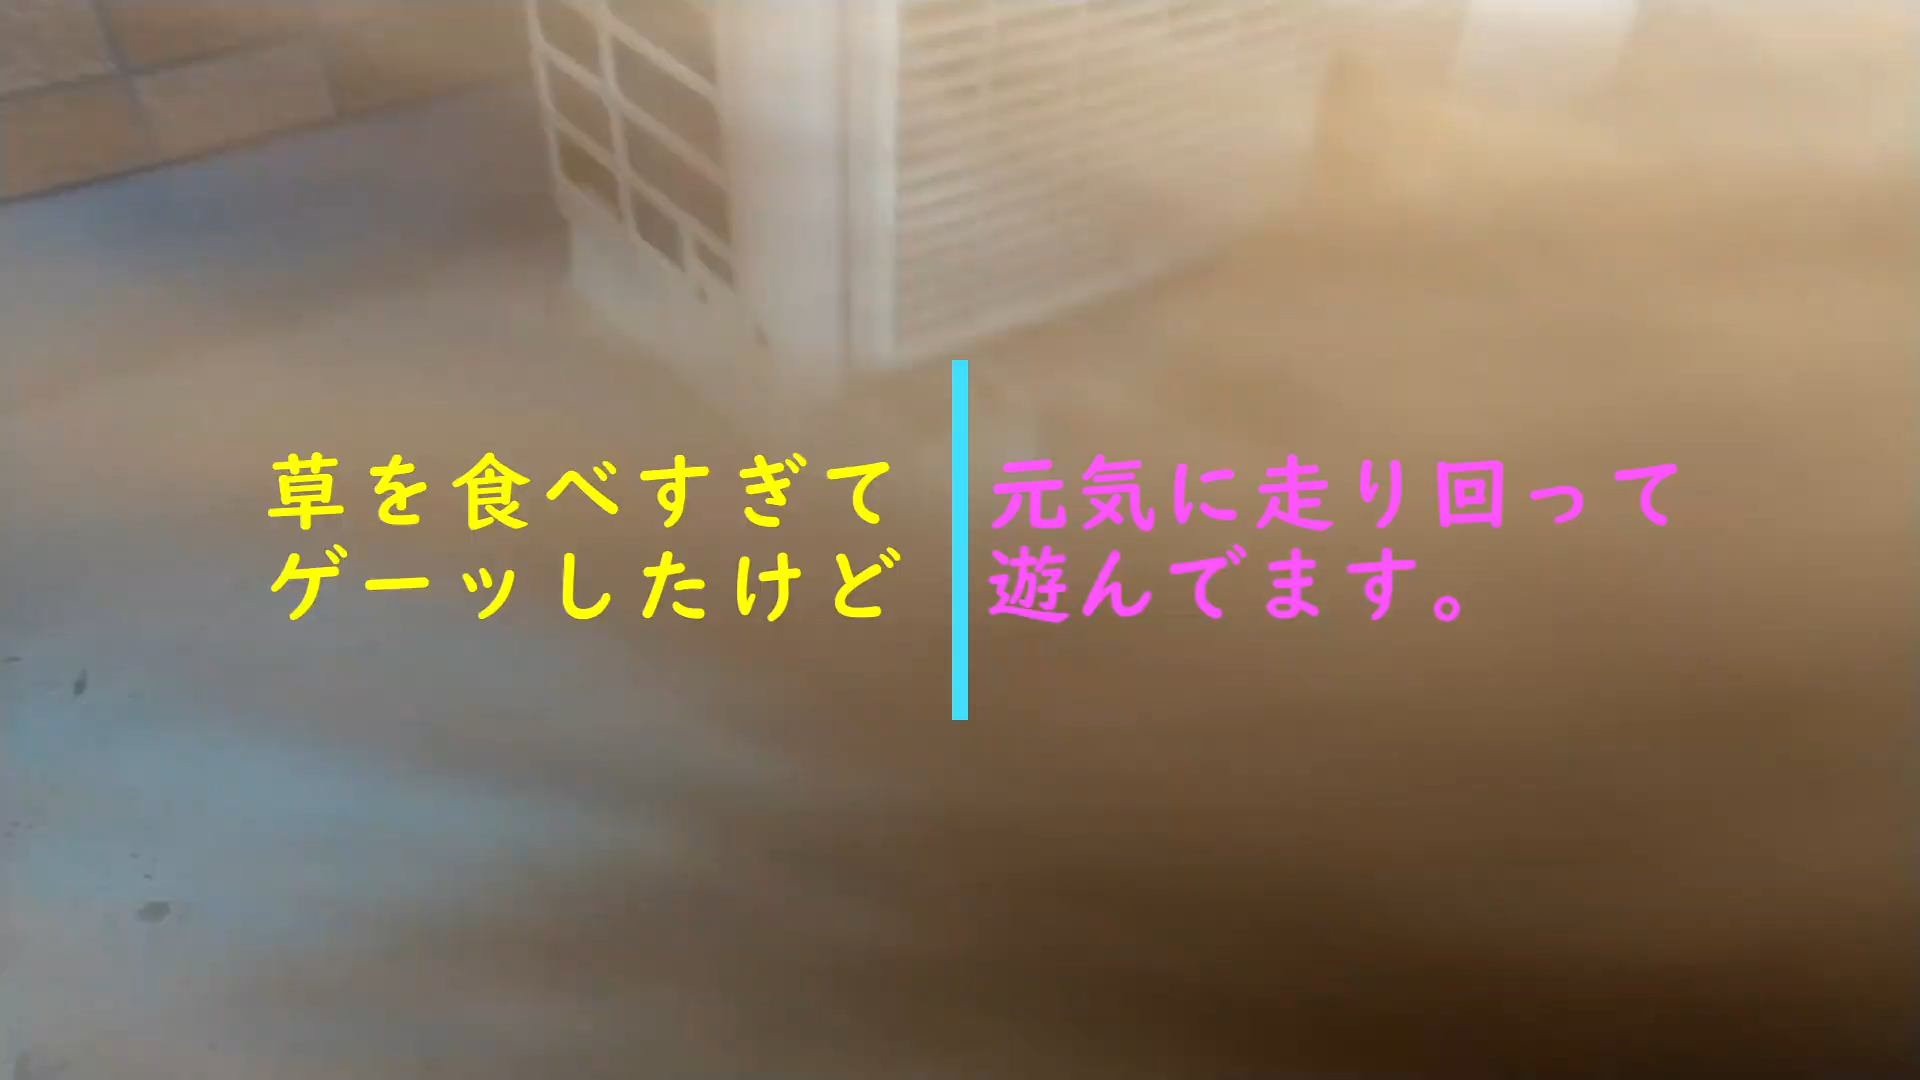 草を食べすぎて
ゲーッしたけど
元気に走り回って
遊んでます。